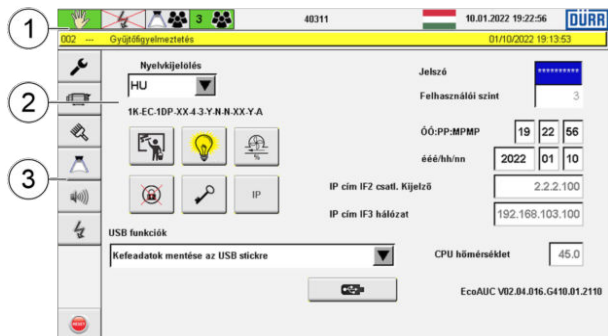 1
3
40311
10.01.2022 19:22:56
DÜRR
002 --- Gyűjtőfigyelmeztetés
01/10/2022 19:13:53
2
3
Nyelvkijelölés
HU
1K-EC-1DP-XX-4-3-Y-N-N-XX-Y-A
%
IP
USB funkciók
Kefeadatok mentése az USB stickre
Jelszó
**********
Felhasználói szint
3
ÓÓ:PP:MPMP
19 22 56
ééé/hh/nn
2022 01 10
IP cím IF2 csatl. Kijelző
2.2.2.100
IP cím IF3 hálózat
192.168.103.100
CPU hőmérséklet
45.0
EcoAUC V02.04.016.G410.01.2110
RESET